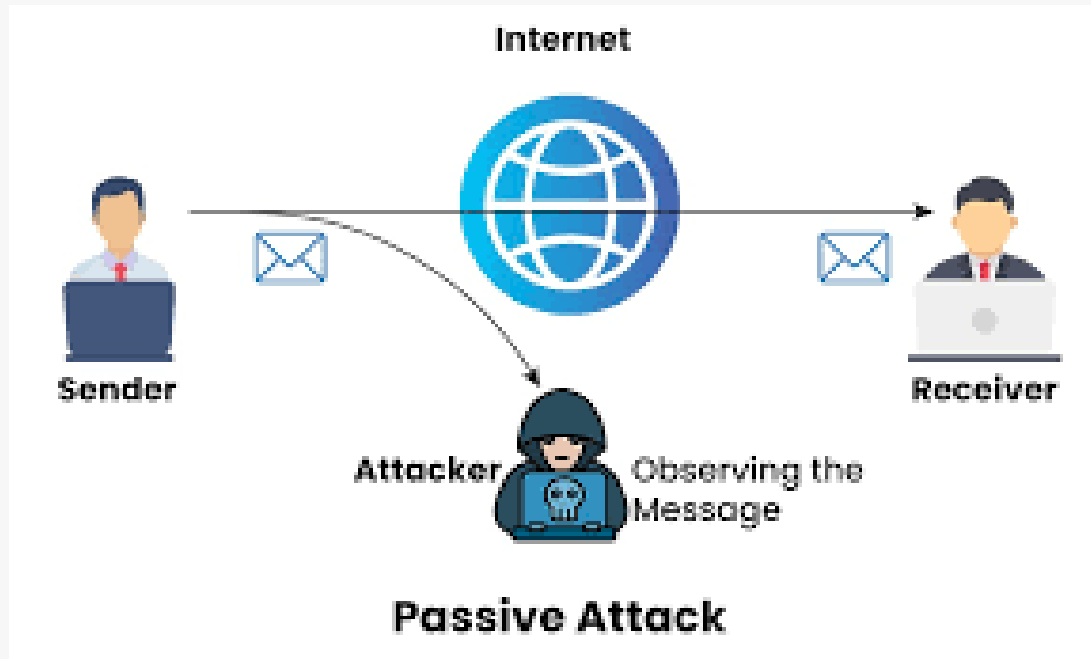 Internet
Sender
Receiver
Attacker
Observing the
Message
Passive Attack